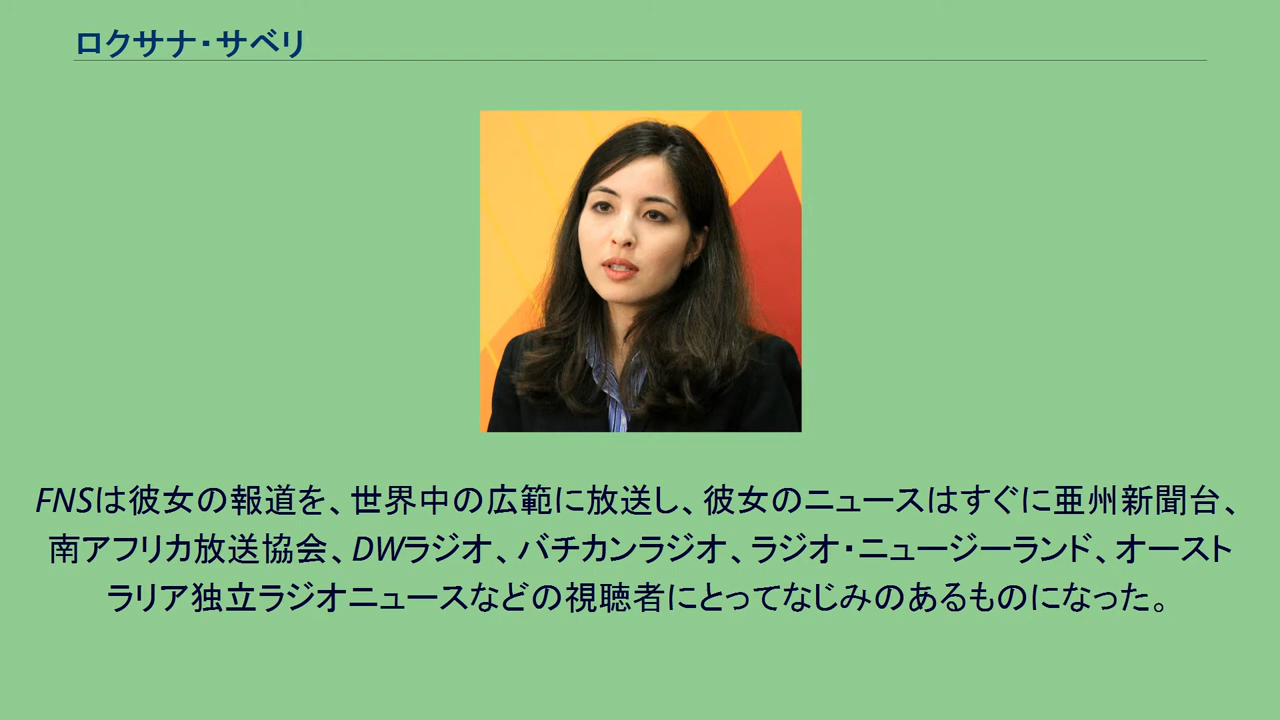 ロクサナ・サベリ
FNSは彼女の報道を、世界中の広範に放送し、彼女のニュースはすぐに亜州新聞台、
南アフリカ放送協会、DWラジオ、バチカンラジオ、ラジオ・ニュージーランド、オースト
ラリア独立ラジオニュースなどの視聴者にとってなじみのあるものになった。